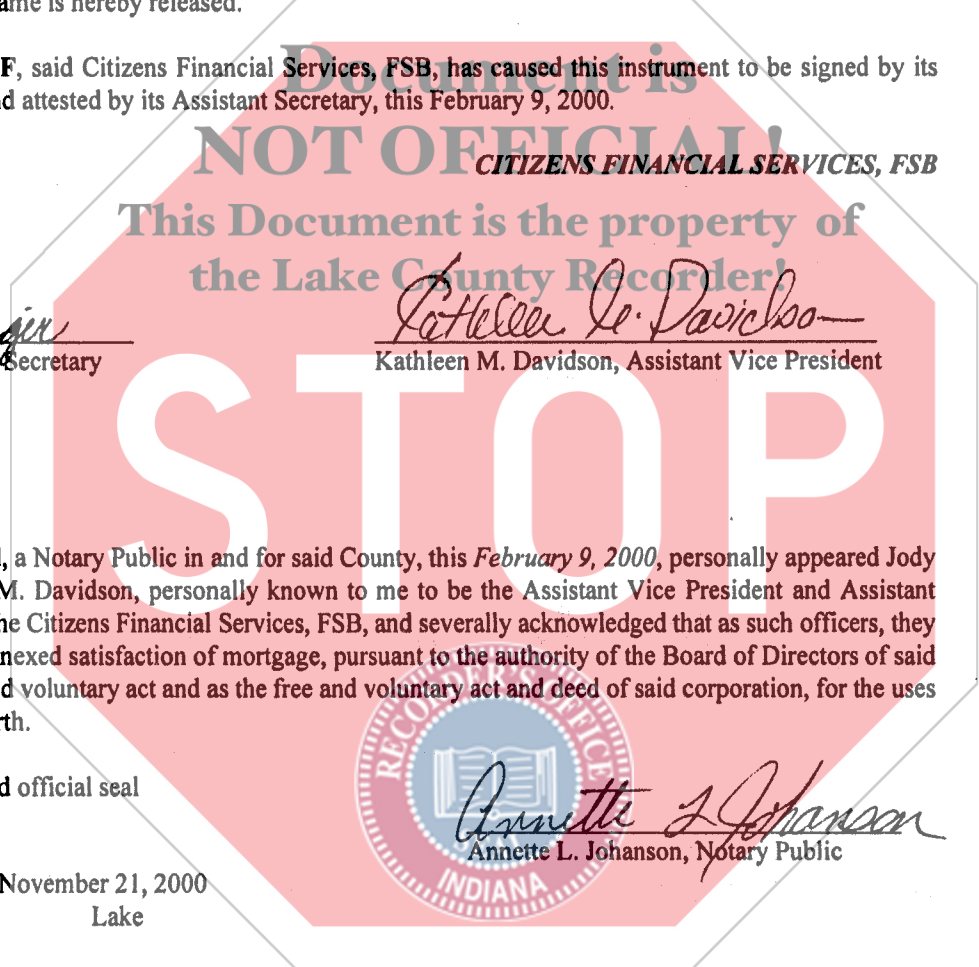 ame is hereby released.
F, said Citizens Financial Services, FSB, has caused this instrument to be signed by its
d attested by its Assistant Secretary, this February 9, 2000.
Document is
NOT OFFICIAL!
CITIZENS FINANCIAL SERVICES, FSB
This Document is the property of
the Lake County Recorder!
Kathleen M. Davidson
Secretary
Kathleen M. Davidson, Assistant Vice President
STOP
, a Notary Public in and for said County, this February 9, 2000, personally appeared Jody
M. Davidson, personally known to me to be the Assistant Vice President and Assistant
he Citizens Financial Services, FSB, and severally acknowledged that as such officers, they
nexed satisfaction of mortgage, pursuant to the authority of the Board of Directors of said
d voluntary act and as the free and voluntary act and deed of said corporation, for the uses
rth.
RECORDER'S OFFICE
d official seal
Annette L Johanson
Annette L. Johanson, Notary Public
INDIANA
November 21, 2000
Lake